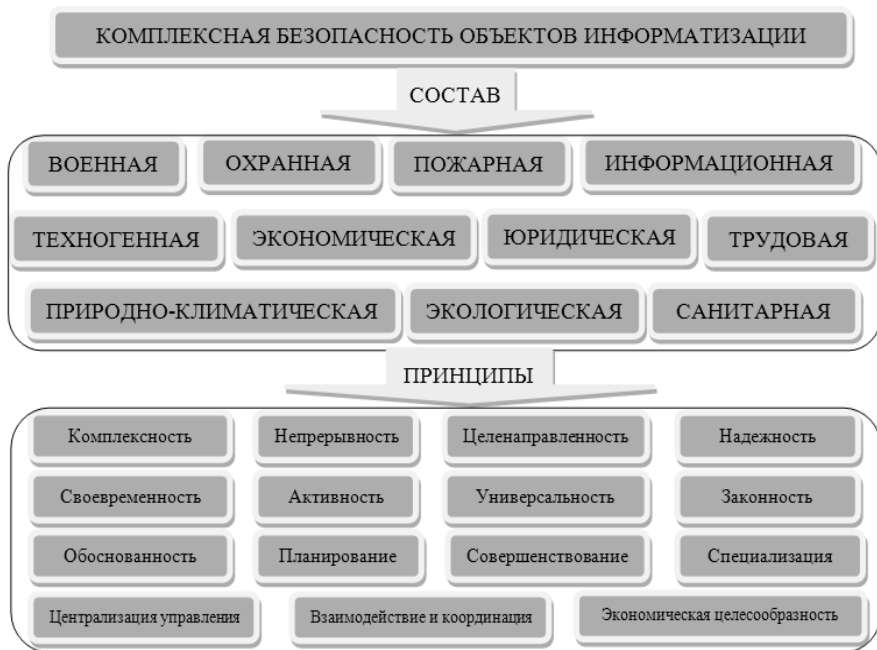 КОМПЛЕКСНАЯ БЕЗОПАСНОСТЬ ОБЪЕКТОВ ИНФОРМАТИЗАЦИИ
СОСТАВ
ВОЕННАЯ ОХРАННАЯ ПОЖАРНАЯ ИНФОРМАЦИОННАЯ
ТЕХНОГЕННАЯ ЭКОНОМИЧЕСКАЯ ЮРИДИЧЕСКАЯ ТРУДОВАЯ
ПРИРОДНО-КЛИМАТИЧЕСКАЯ ЭКОЛОГИЧЕСКАЯ САНИТАРНАЯ
ПРИНЦИПЫ
Комплексность Непрерывность Целенаправленность Надежность
Своевременность Активность Универсальность Законность
Обоснованность Планирование Совершенствование Специализация
Централизация управления Взаимодействие и координация Экономическая целесообразность